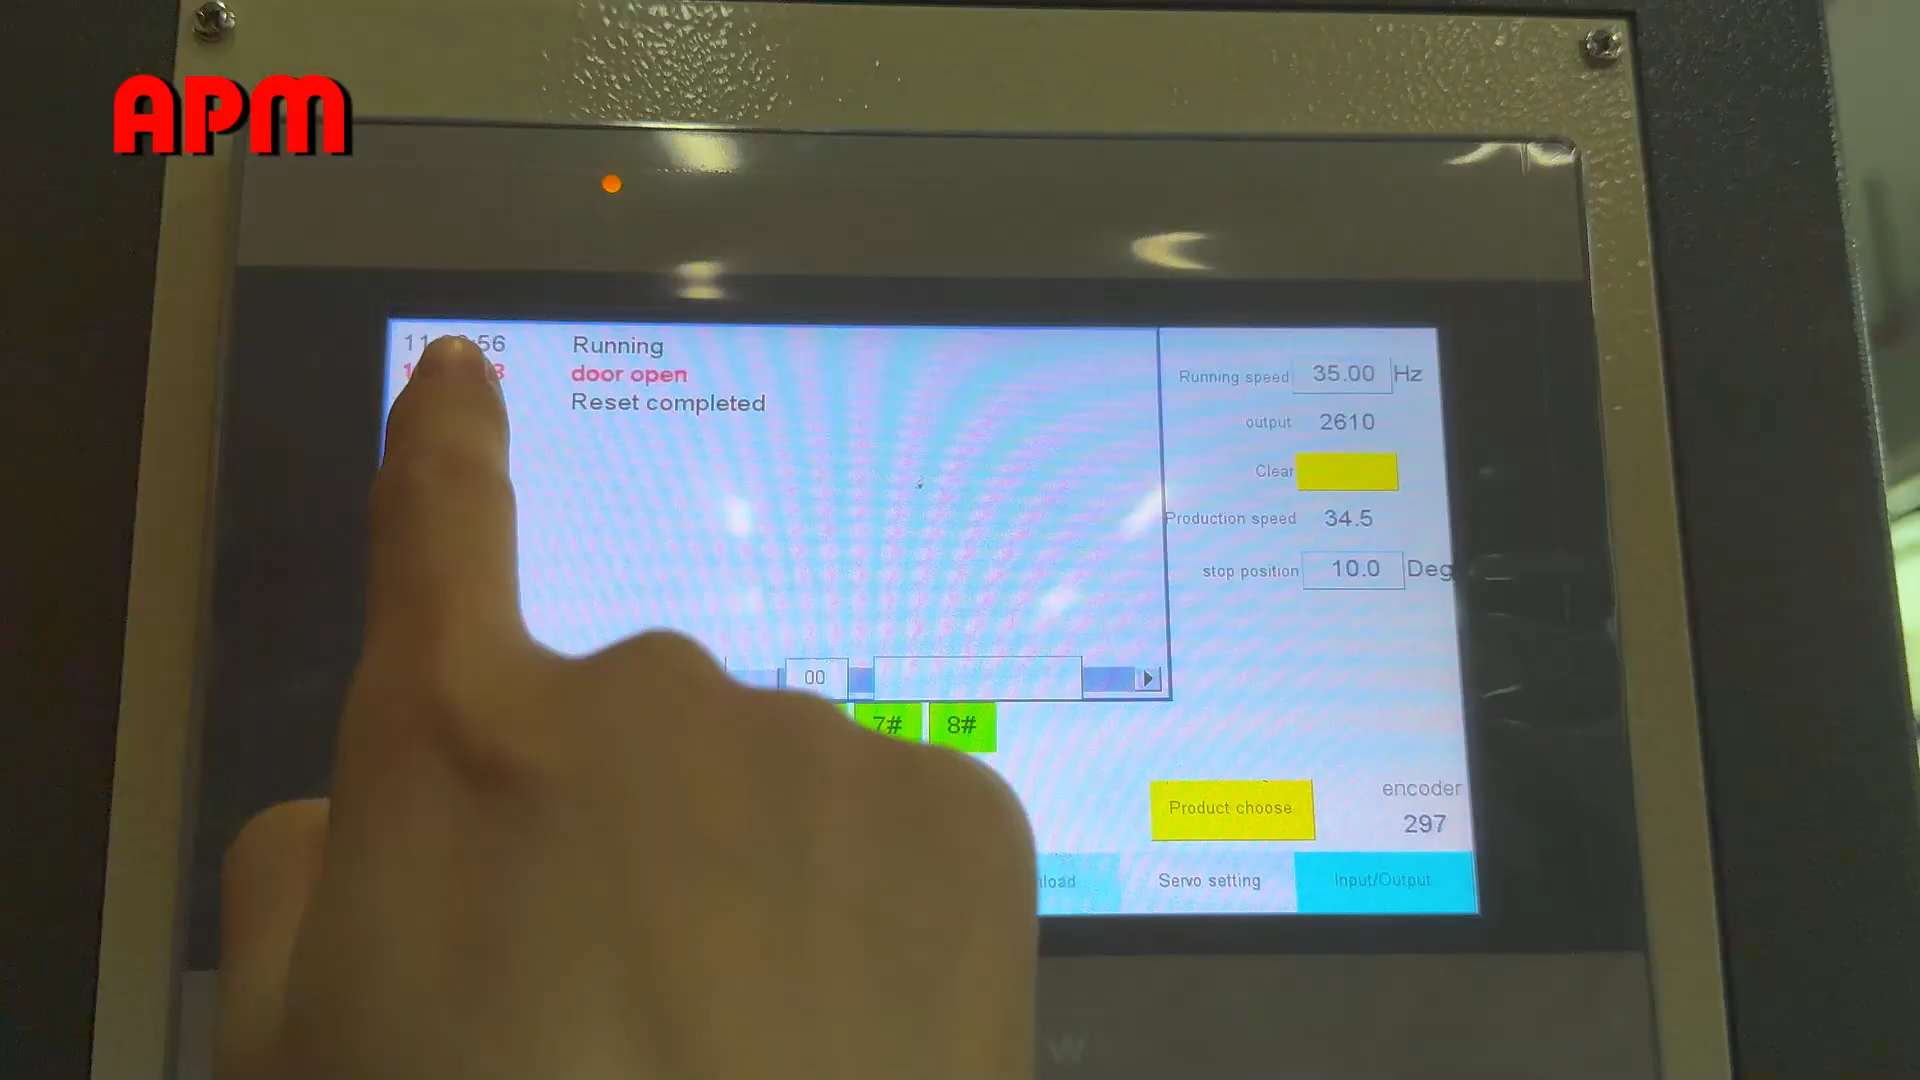 APM
Running
door open
Reset completed
Running speed 35.00 Hz
output 2610
Clear
Production speed 34.5
stop position 10.0 Deg
00
7# 8#
Product choose
encoder
297
Servo setting
Input/Output